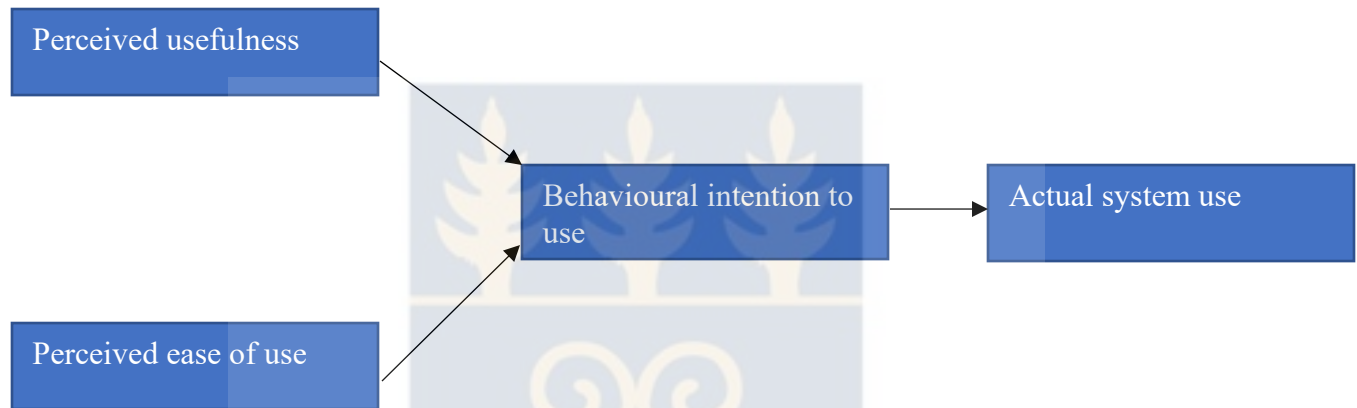 Perceived usefulness
Behavioural intention to
use
Actual system use
Perceived ease of use